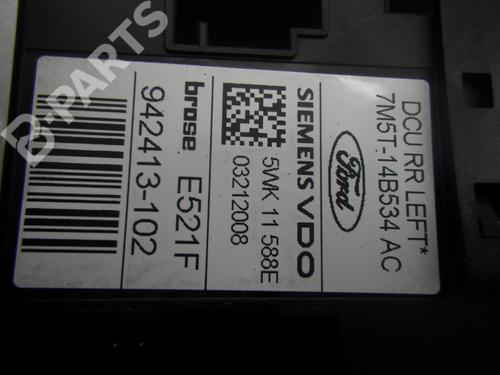 DCU RR LEFT*
7M5T-14B534 AC
Ford
SIEMENS VDO
5WK 11 588E
03212008
brose E521F
942413-102
B-PARTS